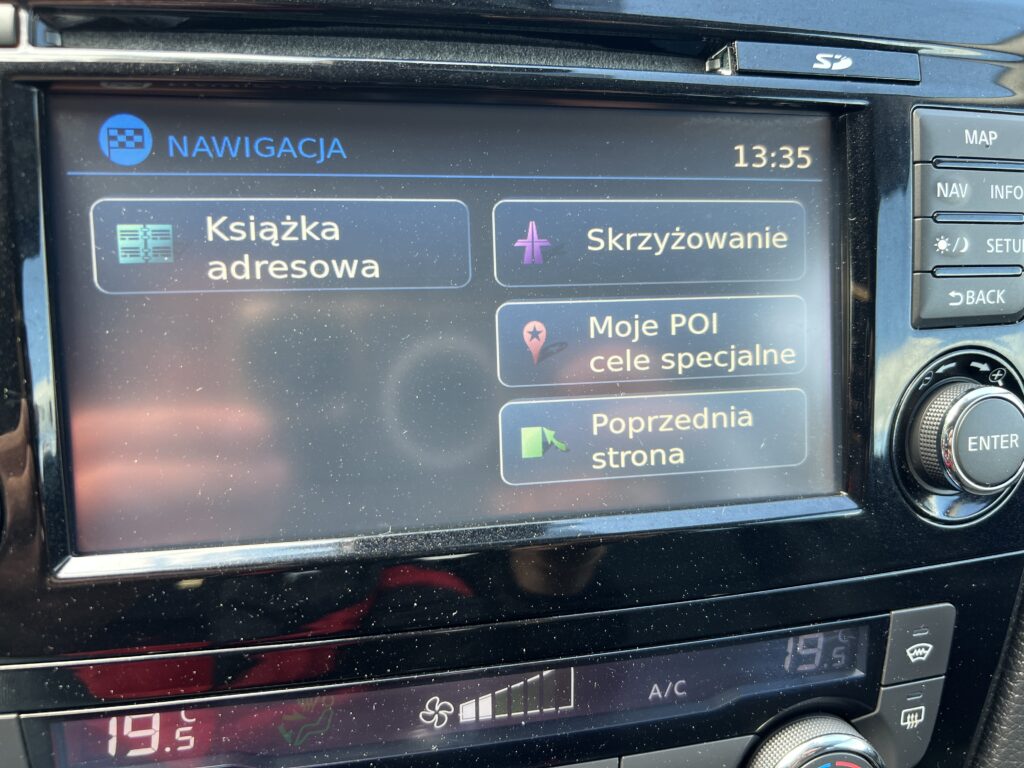 SD
NAWIGACJA
13:35
Książka
adresowa
Skrzyżowanie
Moje POI
cele specjalne
Poprzednia
strona
MAP
NAV
INFO
SETU
BACK
ENTER
19.5°C
A/C
19.5°C